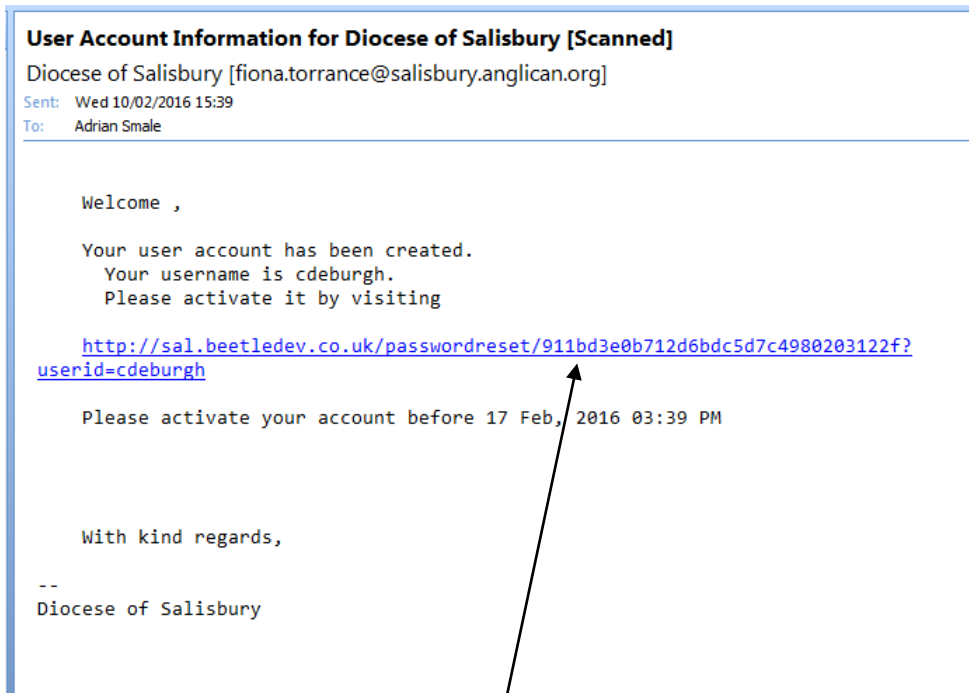 User Account Information for Diocese of Salisbury [Scanned]
Diocese of Salisbury [fiona.torrance@salisbury.anglican.org]
Sent: Wed 10/02/2016 15:39
To: Adrian Smale
Welcome ,
Your user account has been created.
Your username is cdeburgh.
Please activate it by visiting
http://sal.beetledev.co.uk/passwordreset/911bd3e0b712d6bdc5d7c4980203122f?
userid=cdeburgh
Please activate your account before 17 Feb, 2016 03:39 PM
With kind regards,
--
Diocese of Salisbury